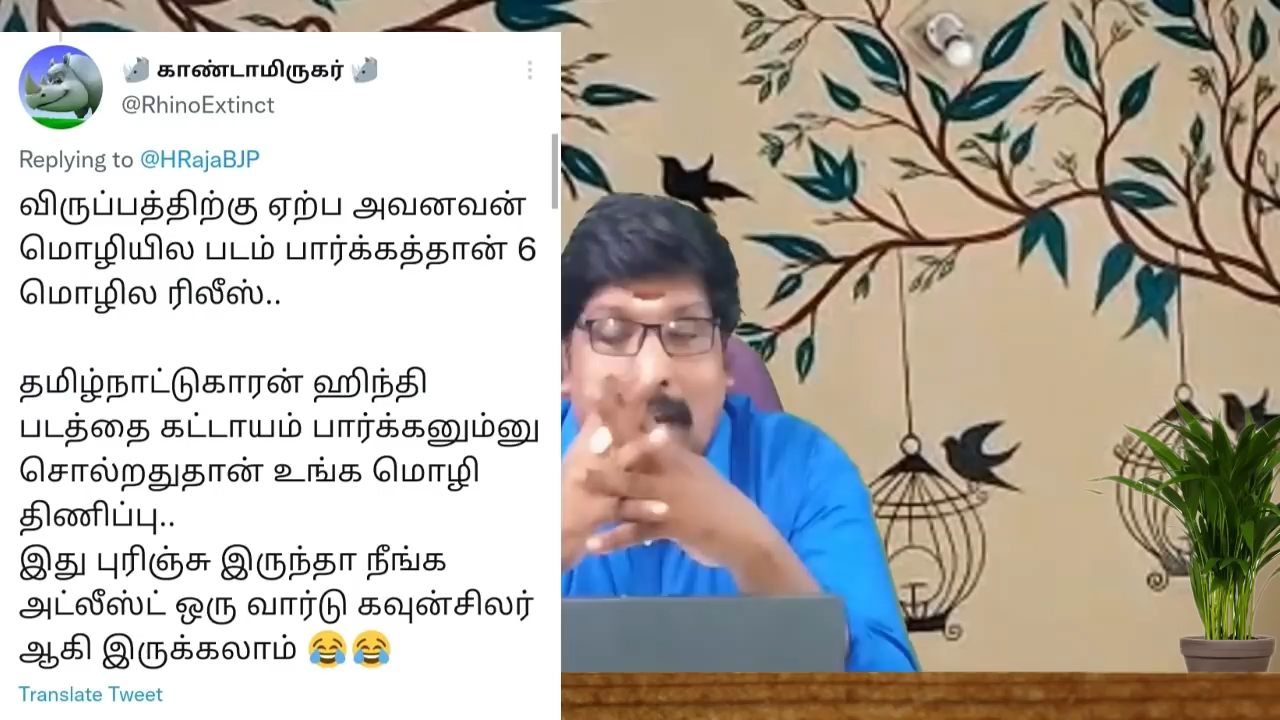 🦏 காண்டாமிருகர் 🦏
@RhinoExtinct
Replying to @HRajaBJP
விருப்பத்திற்கு ஏற்ப அவனவன்
மொழியில படம் பார்க்கத்தான் 6
மொழில ரிலீஸ்..
தமிழ்நாட்டுகாரன் ஹிந்தி
படத்தை கட்டாயம் பார்க்கனும்னு
சொல்றதுதான் உங்க மொழி
திணிப்பு..
இது புரிஞ்சு இருந்தா நீங்க
அட்லீஸ்ட் ஒரு வார்டு கவுன்சிலர்
ஆகி இருக்கலாம் 😂😂
Translate Tweet